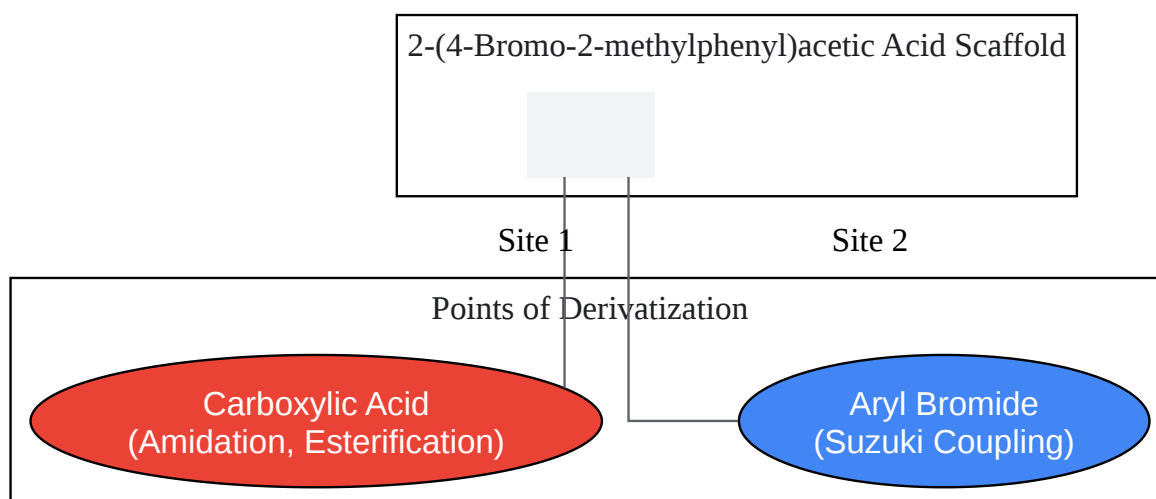 2-(4-Bromo-2-methylphenyl)acetic Acid Scaffold
Site 1
Site 2
Points of Derivatization
Carboxylic Acid
(Amidation, Esterification)
Aryl Bromide
(Suzuki Coupling)